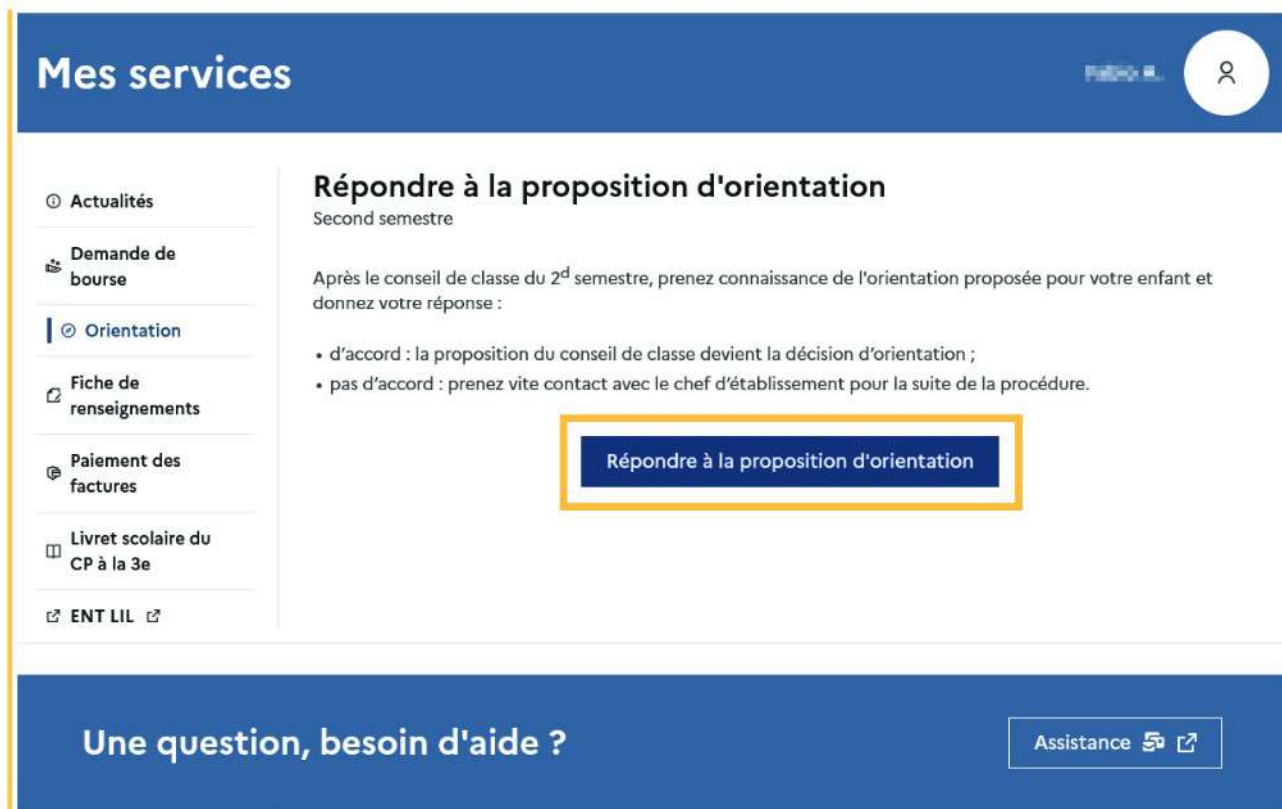 Mes services
Actualités
Demande de
bourse
Orientation
Fiche de
renseignements
Paiement des
factures
Livret scolaire du
CP à la 3e
ENT LIL
Répondre à la proposition d'orientation
Second semestre
Après le conseil de classe du 2d semestre, prenez connaissance de l'orientation proposée pour votre enfant et
donnez votre réponse :
• d’accord : la proposition du conseil de classe devient la décision d’orientation ;
• pas d’accord : prenez vite contact avec le chef d’établissement pour la suite de la procédure.
Répondre à la proposition d'orientation
Une question, besoin d'aide ?
Assistance